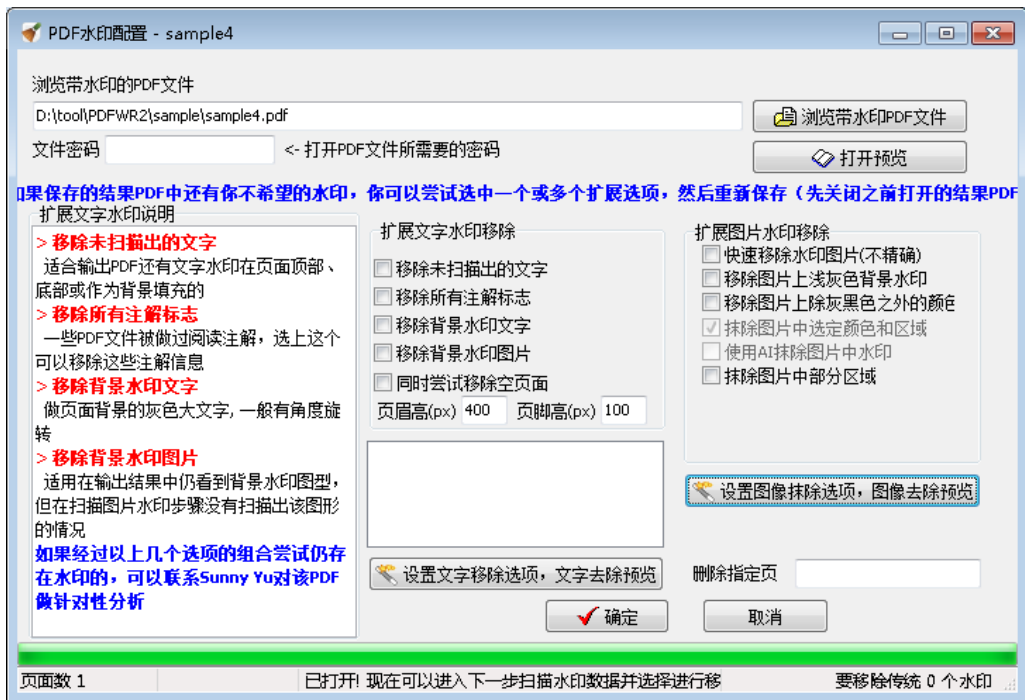 PDF水印配置 - sample4
浏览带水印的PDF文件
D:\tool\PDFWR2\sample\sample4.pdf
浏览带水印PDF文件
文件密码
<- 打开PDF文件所需要的密码
打开预览
如果保存的结果PDF中还有你不希望的水印，你可以尝试选中一个或多个扩展选项，然后重新保存（先关闭之前打开的结果PDF
扩展文字水印说明
> 移除未扫描出的文字
适合输出PDF还有文字水印在页面顶部、
底部或作为背景填充的
> 移除所有注解标志
一些PDF文件被做过阅读注解，选上这个
可以移除这些注解信息
> 移除背景水印文字
做页面背景的灰色大文字, 一般有角度旋
转
> 移除背景水印图片
适用在输出结果中仍看到背景水印图型，
但在扫描图片水印步骤没有扫描出该图形
的情况
如果经过以上几个选项的组合尝试仍存
在水印的，可以联系Sunny Yu对该PDF
做针对性分析
扩展文字水印移除
移除未扫描出的文字
移除所有注解标志
移除背景水印文字
移除背景水印图片
同时尝试移除空页面
页眉高(px) 400 页脚高(px) 100
设置文字移除选项，文字去除预览
扩展图片水印移除
快速移除水印图片(不精确)
移除图片上浅灰色背景水印
移除图片上除灰黑色之外的颜色
抹除图片中选定颜色和区域
使用AI抹除图片中水印
抹除图片中部分区域
设置图像抹除选项，图像去除预览
删除指定页
确定
取消
页面数 1
已打开! 现在可以进入下一步扫描水印数据并选择进行移
要移除传统 0 个水印